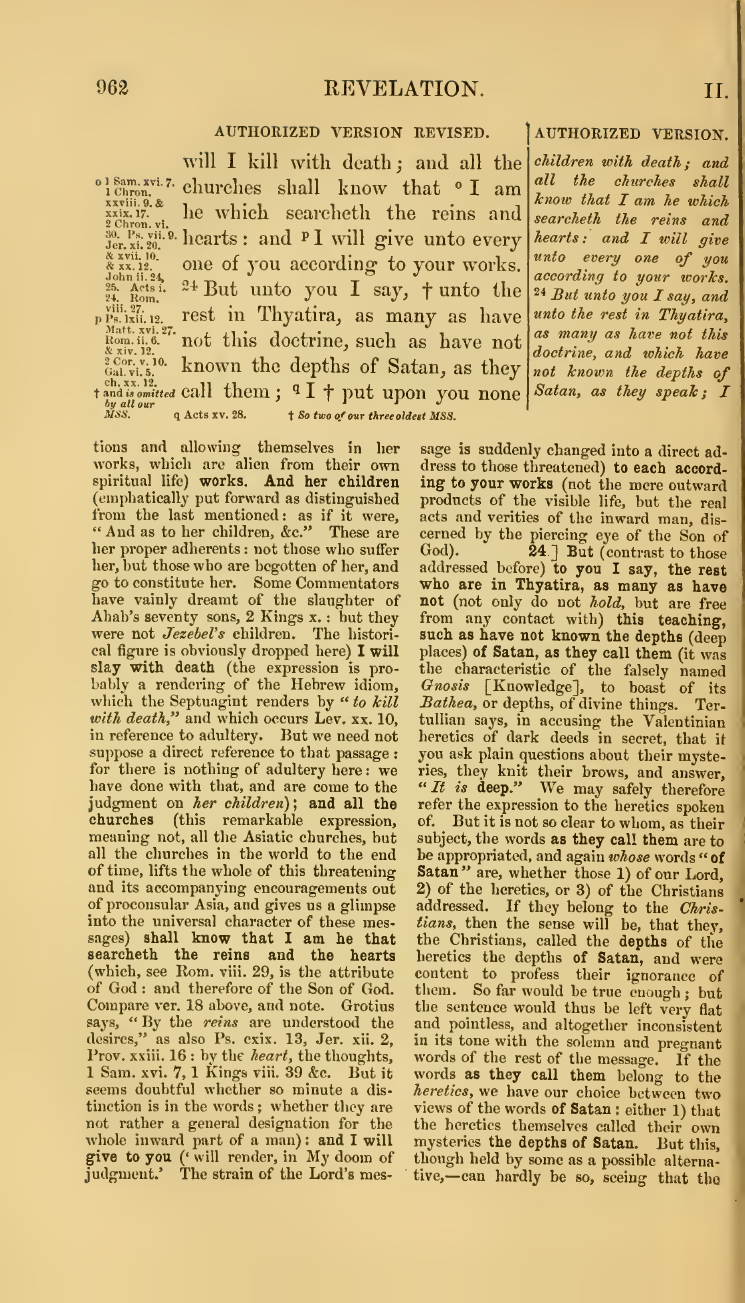 962
REVELATION.
II.
AUTHORIZED VERSION REVISED.
will I kill with death; and all the
churches shall know that o I am
he which searcheth the reins and
hearts: and p I will give unto every
one of you according to your works.
24 But unto you I say, † unto the
rest in Thyatira, as many as have
not this doctrine, such as have not
known the depths of Satan, as they
call them; q I † put upon you none
o 1 Sam. xvi. 7.
1 Chron.
xxviii. 9. &
xxix. 17.
2 Chron. vi.
30. Ps. vii. 9.
Jer. xi. 20.
& xvii. 10.
& xx. 12.
John ii. 24,
25. Acts i.
24. Rom.
viii. 27.
p Ps. lxii. 12.
Matt. xvi. 27.
Rom. ii. 6.
& xiv. 12.
2 Cor. v. 10.
Gal. vi. 5.
ch. xx. 12.
† and is omitted
by all our
MSS.
q Acts xv. 28.
† So two of our three oldest MSS.
AUTHORIZED VERSION.
children with death; and
all the churches shall
know that I am he which
searcheth the reins and
hearts: and I will give
unto every one of you
according to your works.
24 But unto you I say, and
unto the rest in Thyatira,
as many as have not this
doctrine, and which have
not known the depths of
Satan, as they speak; I
tions and allowing themselves in her
works, which are alien from their own
spiritual life) works. And her children
(emphatically put forward as distinguished
from the last mentioned: as if it were,
“And as to her children, &c.” These are
her proper adherents: not those who suffer
her, but those who are begotten of her, and
go to constitute her. Some Commentators
have vainly dreamt of the slaughter of
Ahab's seventy sons, 2 Kings x.: but they
were not Jezebel's children. The histori-
cal figure is obviously dropped here) I will
slay with death (the expression is pro-
bably a rendering of the Hebrew idiom,
which the Septuagint renders by “to kill
with death,” and which occurs Lev. xx. 10,
in reference to adultery. But we need not
suppose a direct reference to that passage:
for there is nothing of adultery here: we
have done with that, and are come to the
judgment on her children); and all the
churches (this remarkable expression,
meaning not, all the Asiatic churches, but
all the churches in the world to the end
of time, lifts the whole of this threatening
and its accompanying encouragements out
of proconsular Asia, and gives us a glimpse
into the universal character of these mes-
sages) shall know that I am he that
searcheth the reins and the hearts
(which, see Rom. viii. 29, is the attribute
of God: and therefore of the Son of God.
Compare ver. 18 above, and note. Grotius
says, “By the reins are understood the
desires,” as also Ps. cxix. 13, Jer. xii. 2,
Prov. xxiii. 16: by the heart, the thoughts,
1 Sam. xvi. 7, 1 Kings viii. 39 &c. But it
seems doubtful whether so minute a dis-
tinction is in the words; whether they are
not rather a general designation for the
whole inward part of a man): and I will
give to you (‘will render, in My doom of
judgment.’ The strain of the Lord's mes-
sage is suddenly changed into a direct ad-
dress to those threatened) to each accord-
ing to your works (not the mere outward
products of the visible life, but the real
acts and verities of the inward man, dis-
cerned by the piercing eye of the Son of
God). 24.] But (contrast to those
addressed before) to you I say, the rest
who are in Thyatira, as many as have
not (not only do not hold, but are free
from any contact with) this teaching,
such as have not known the depths (deep
places) of Satan, as they call them (it was
the characteristic of the falsely named
Gnosis [Knowledge], to boast of its
Bathea, or depths, of divine things. Ter-
tullian says, in accusing the Valentinian
heretics of dark deeds in secret, that if
you ask plain questions about their myste-
ries, they knit their brows, and answer,
“It is deep.” We may safely therefore
refer the expression to the heretics spoken
of. But it is not so clear to whom, as their
subject, the words as they call them are to
be appropriated, and again whose words “of
Satan” are, whether those 1) of our Lord,
2) of the heretics, or 3) of the Christians
addressed. If they belong to the Chris-
tians, then the sense will be, that they,
the Christians, called the depths of the
heretics the depths of Satan, and were
content to profess their ignorance of
them. So far would be true enough; but
the sentence would thus be left very flat
and pointless, and altogether inconsistent
in its tone with the solemn and pregnant
words of the rest of the message. If the
words as they call them belong to the
heretics, we have our choice between two
views of the words of Satan: either 1) that
the heretics themselves called their own
mysteries the depths of Satan. But this,
though held by some as a possible alterna-
tive,—can hardly be so, seeing that the